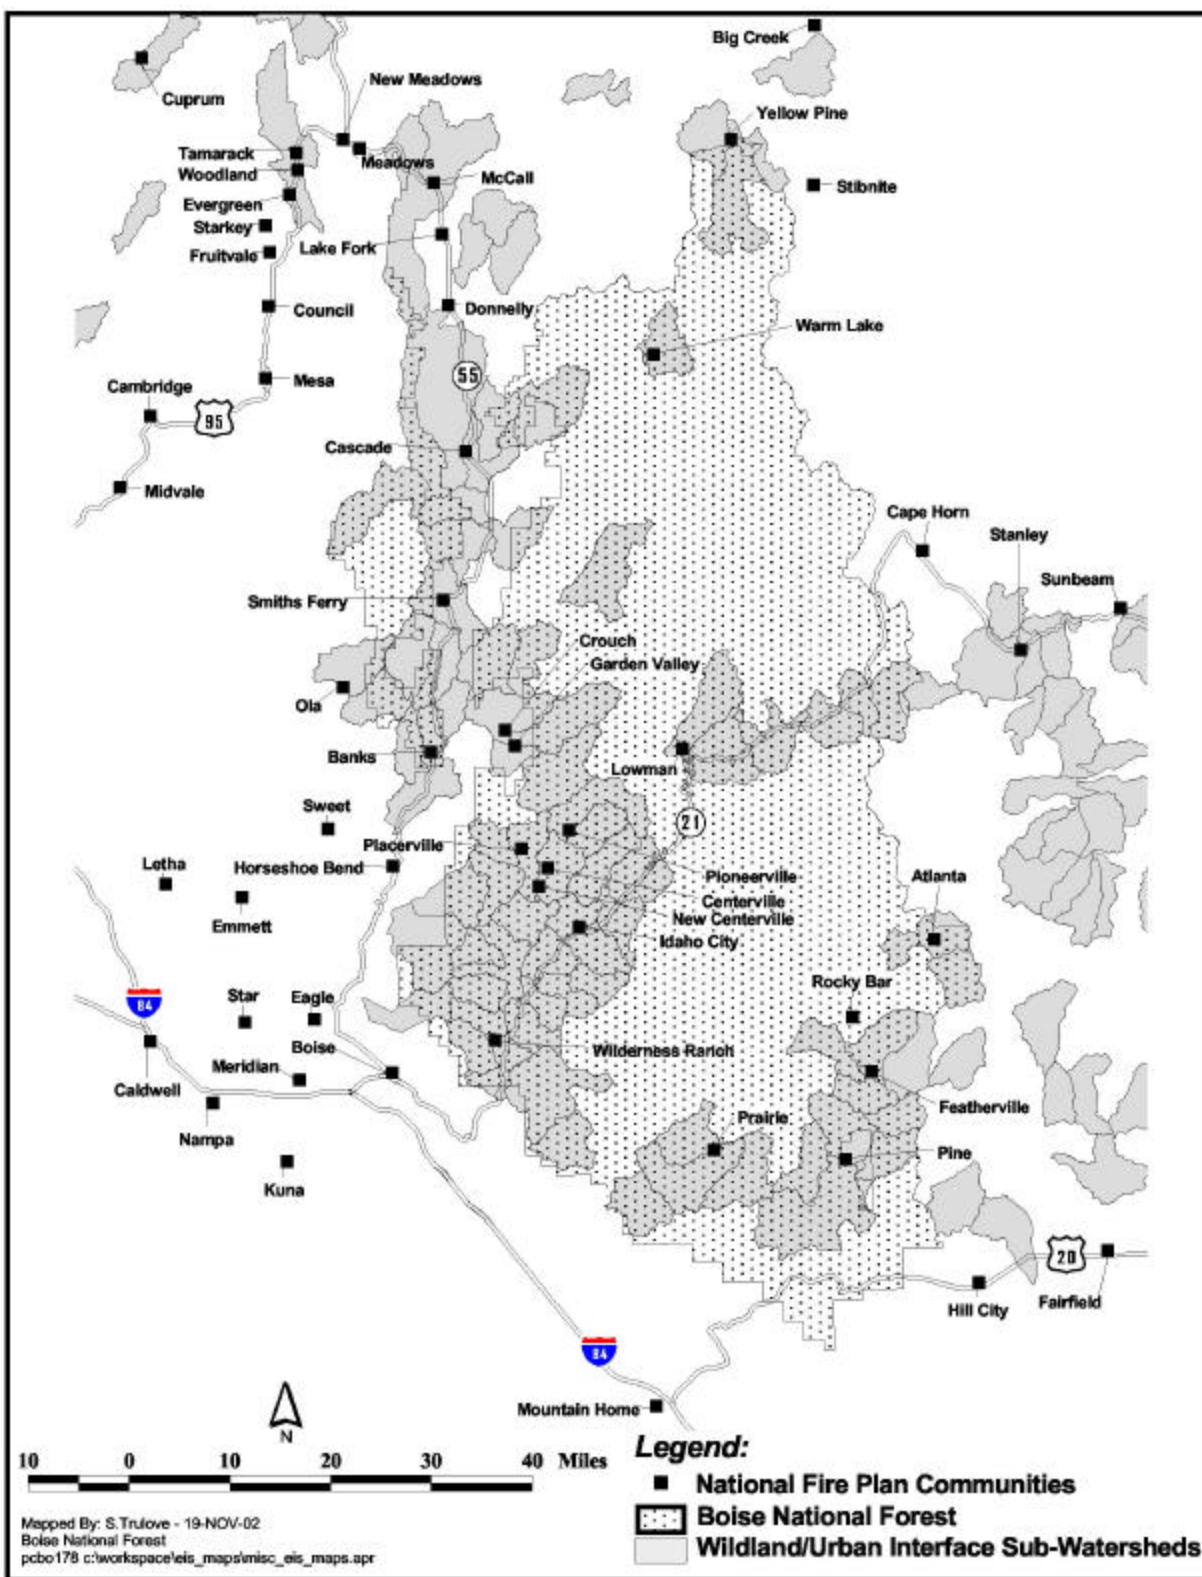 Big Creek
Cuprum
New Meadows
Yellow Pine
Tamarack
Meadows
Woodland
McCall
Stibnite
Evergreen
Starkey
Lake Fork
Fruitvale
Council
Donnelly
Warm Lake
55
Mesa
Cambridge
95
Cascade
Midvale
Cape Horn
Stanley
Sunbeam
Smiths Ferry
Crouch
Garden Valley
Ola
Banks
Lowman
Sweet
21
Placerville
Letha
Horseshoe Bend
Pioneerville
Atlanta
Centerville
Emmett
New Centerville
Idaho City
Rocky Bar
84
Star
Eagle
Boise
Wilderness Ranch
Meridian
Caldwell
Featherville
Prairie
Nampa
Pine
Kuna
20
Hill City
Fairfield
84
Mountain Home
N
Legend:
10 0 10 20 30 40 Miles
National Fire Plan Communities
Boise National Forest
Wildland/Urban Interface Sub-Watersheds
Mapped By: S.Trulove - 19-NOV-02
Boise National Forest
pcbo178 c:\workspace\eis_maps\misc_eis_maps.apr